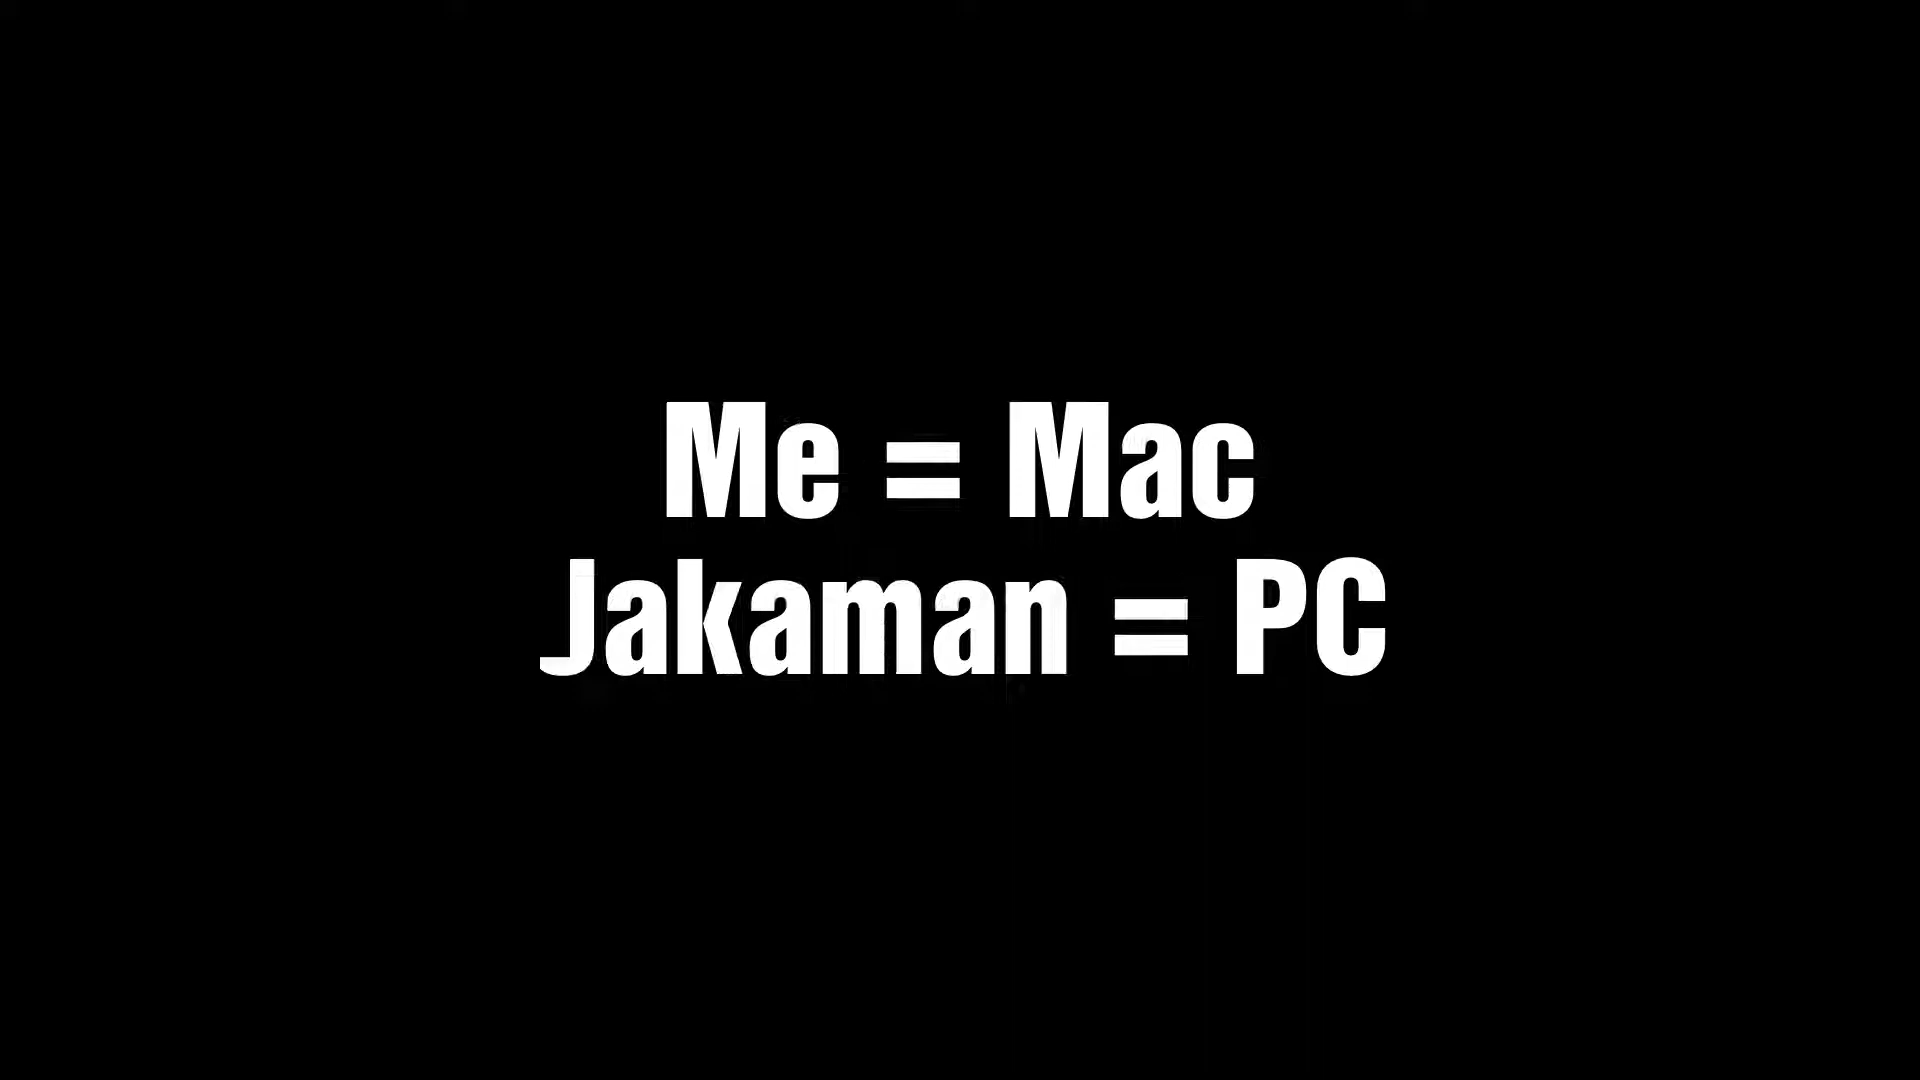 Me = Mac
Jakaman = PC